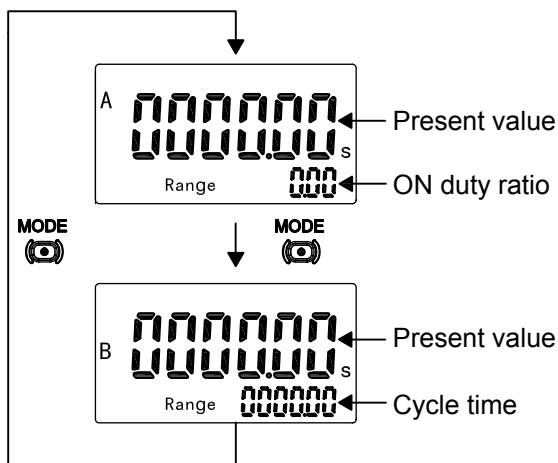 A
0000.00 s
Present value
Range
0.00
ON duty ratio
MODE
MODE
B
0000.00 s
Present value
Range
0000.00
Cycle time